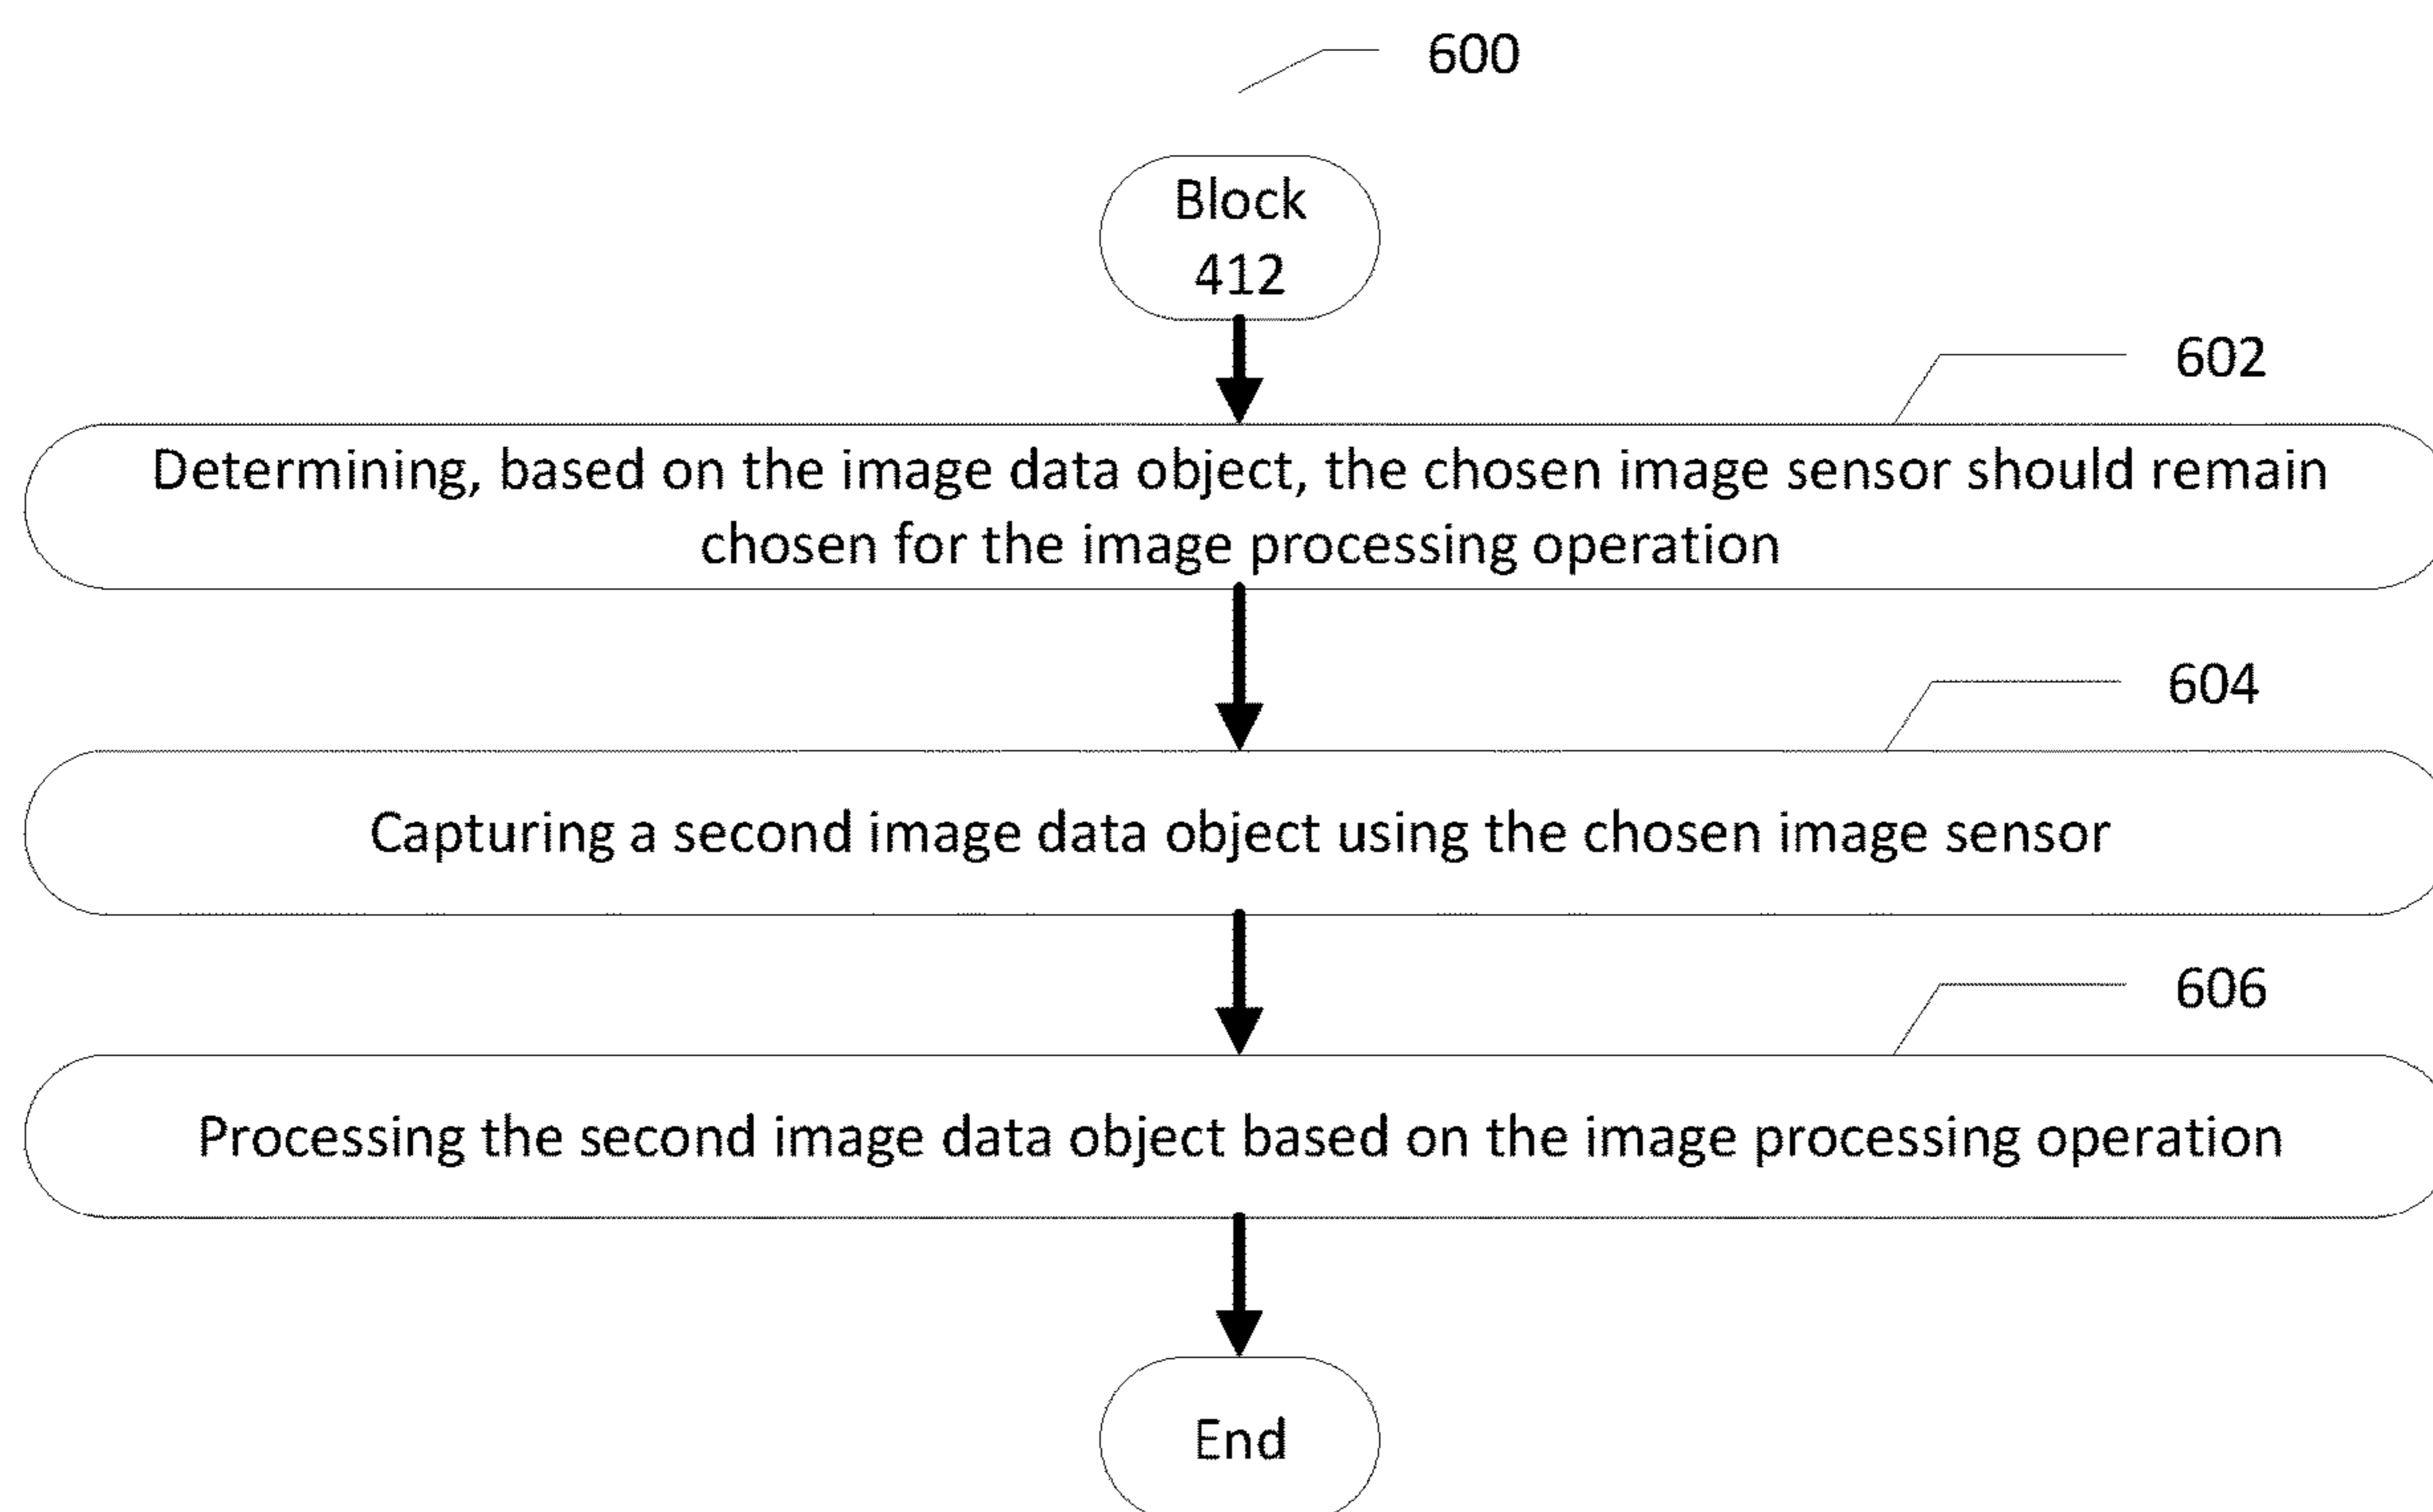 600
Block
412
602
Determining, based on the image data object, the chosen image sensor should remain
chosen for the image processing operation
604
Capturing a second image data object using the chosen image sensor
606
Processing the second image data object based on the image processing operation
End